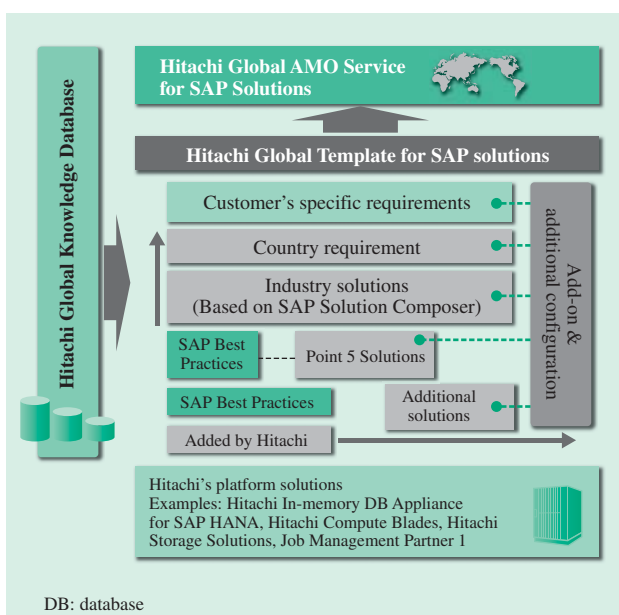 Hitachi Global Knowledge Database
Hitachi Global AMO Service
for SAP Solutions
Hitachi Global Template for SAP solutions
Customer's specific requirements
Country requirement
Industry solutions
(Based on SAP Solution Composer)
SAP Best
Practices
Point 5 Solutions
SAP Best Practices
Additional
solutions
Added by Hitachi
Add-on &
additional configuration
Hitachi's platform solutions
Examples: Hitachi In-memory DB Appliance
for SAP HANA, Hitachi Compute Blades, Hitachi
Storage Solutions, Job Management Partner 1
DB: database